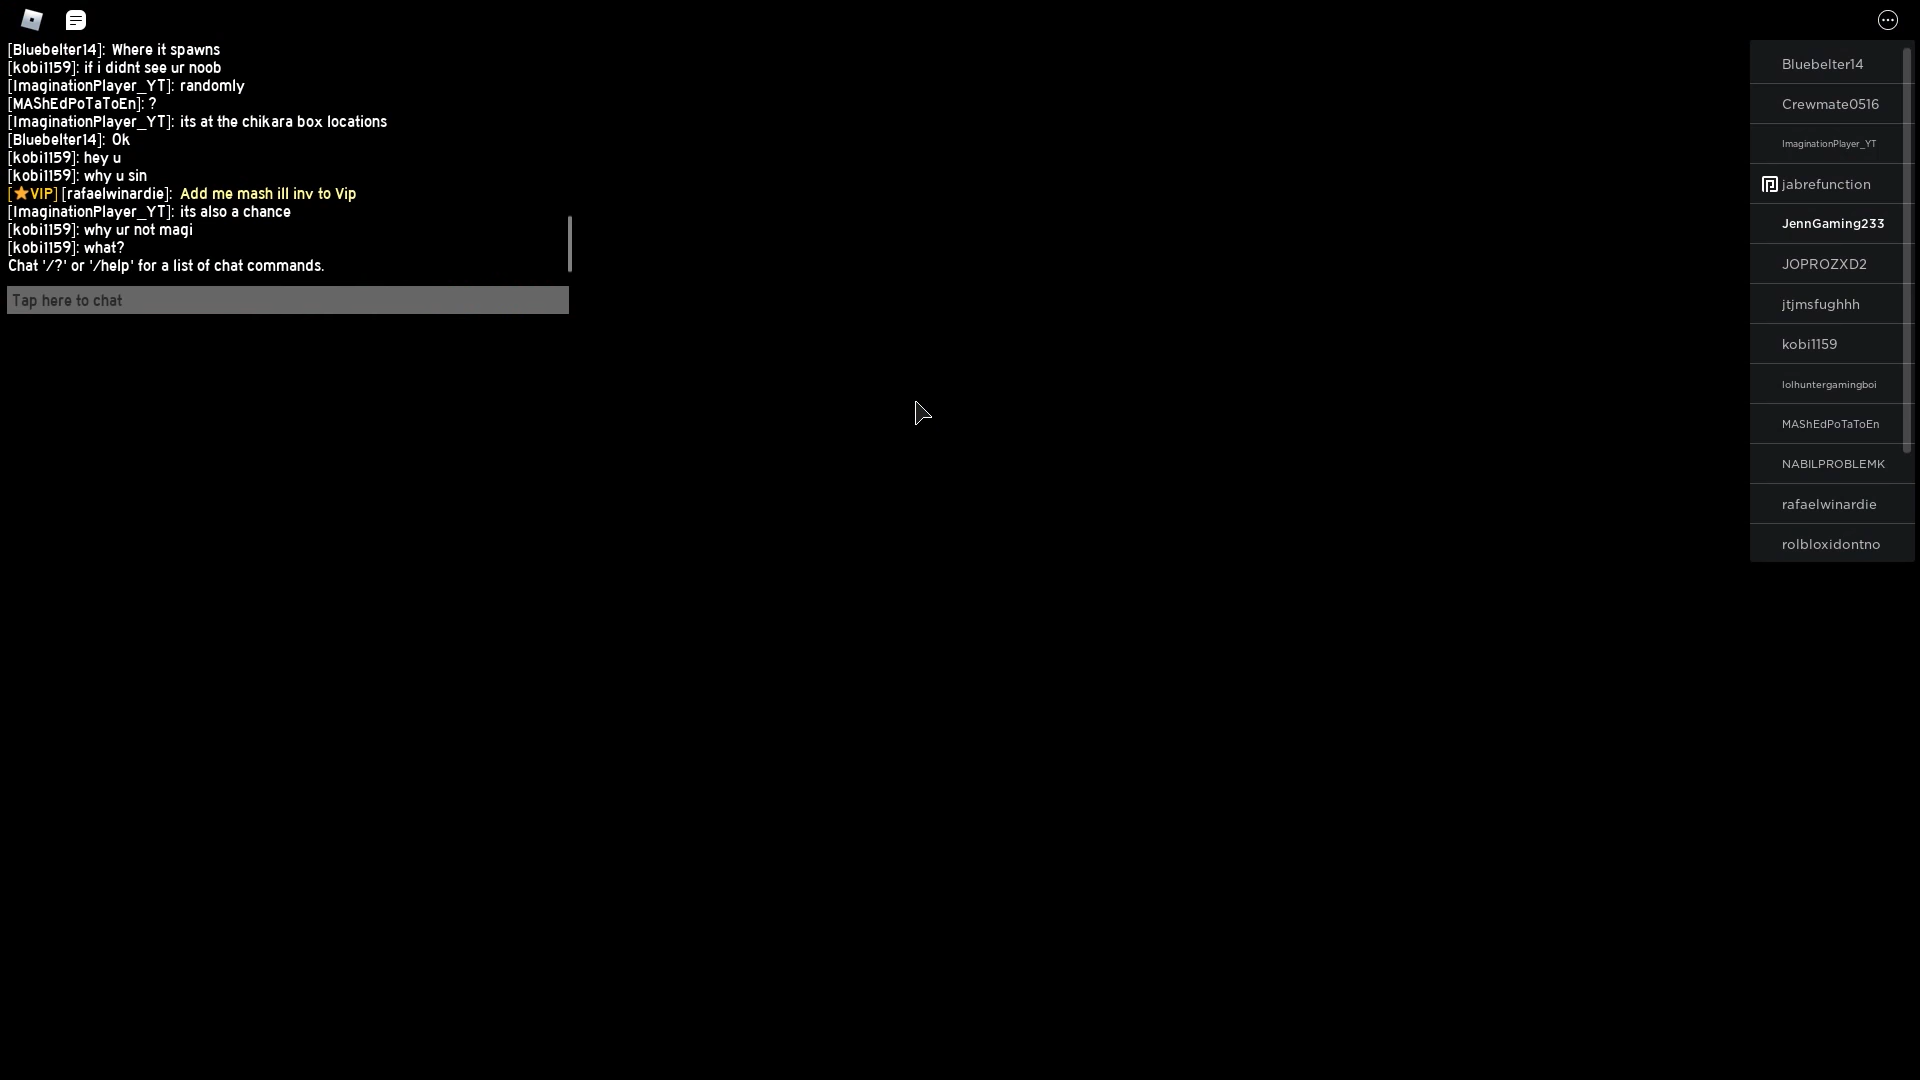 [Bluebelter14]: Where it spawns
[kobi1159]: if i didnt see ur noob
[ImaginationPlayer_YT]: randomly
[MAShEdPoTaToEn]: ?
[ImaginationPlayer_YT]: its at the chikara box locations
[Bluebelter14]: Ok
[kobi1159]: hey u
[kobi1159]: why u sin
[⭐VIP] [rafaelwinardie]: Add me mash ill inv to Vip
[ImaginationPlayer_YT]: its also a chance
[kobi1159]: why ur not magi
[kobi1159]: what?
Chat '/?' or '/help' for a list of chat commands.
Tap here to chat
Bluebelter14
Crewmate0516
ImaginationPlayer_YT
jabrefunction
JennGaming233
JOPROZXD2
jtjmsfughhh
kobi1159
lolhuntergamingboi
MAShEdPoTaToEn
NABILPROBLEMK
rafaelwinardie
rolbloxidontno